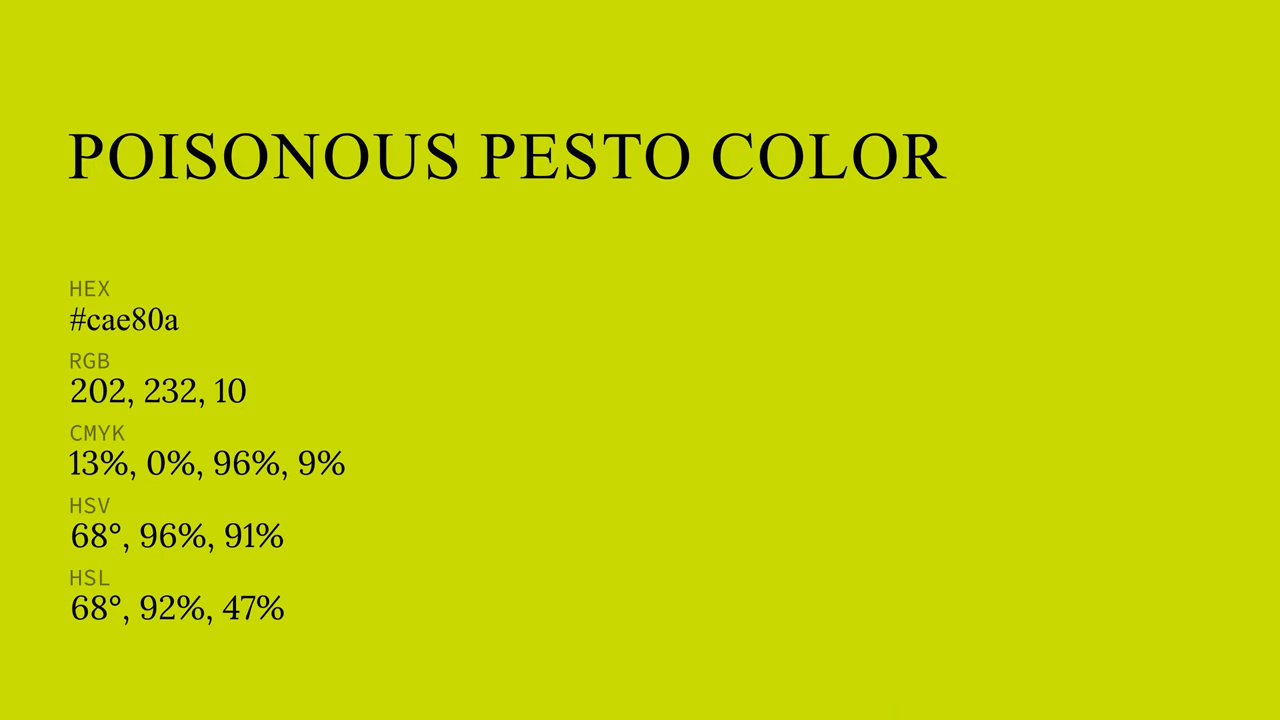 POISONOUS PESTO COLOR
HEX
#cae80a
RGB
202, 232, 10
CMYK
13%, 0%, 96%, 9%
HSV
68°, 96%, 91%
HSL
68°, 92%, 47%